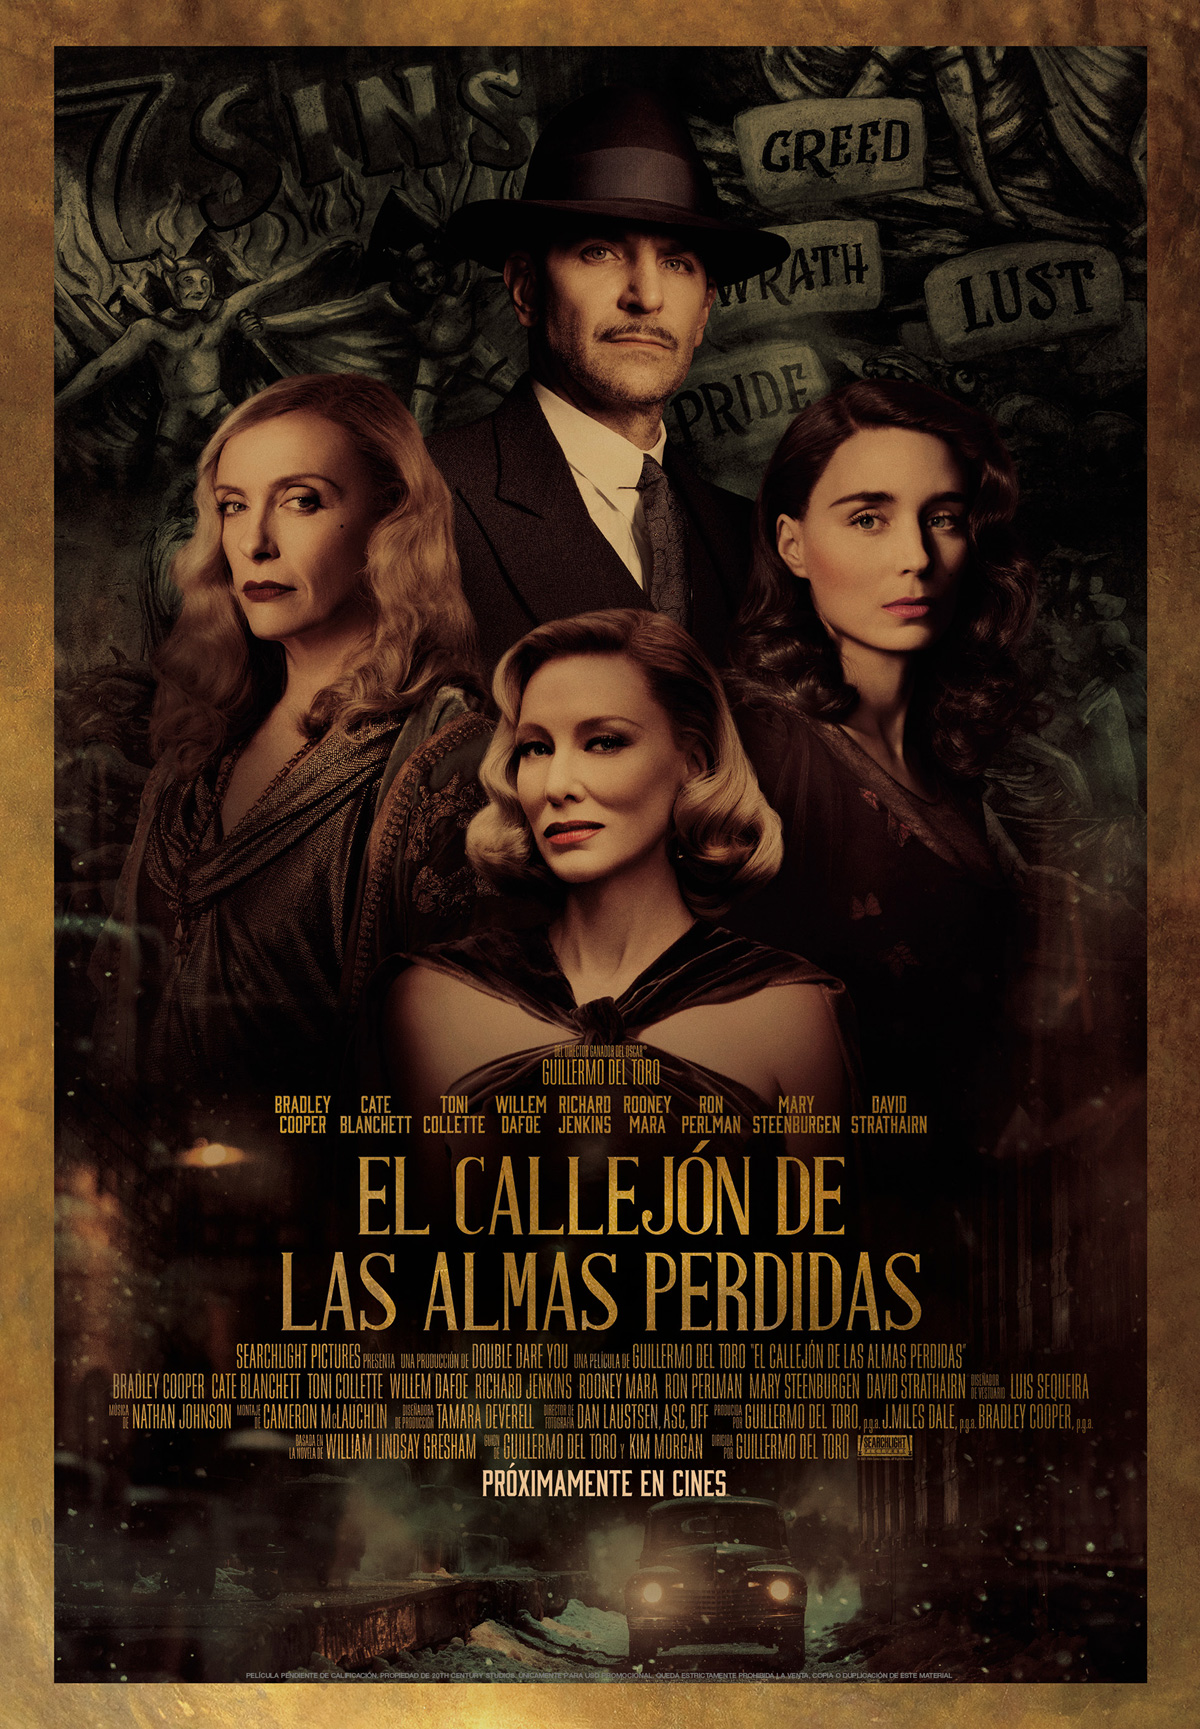 7 SINS
GREED
WRATH
LUST
PRIDE
DEL DIRECTOR GANADOR DEL OSCAR®
GUILLERMO DEL TORO
BRADLEY COOPER CATE BLANCHETT TONI COLLETTE WILLEM DAFOE RICHARD JENKINS ROONEY MARA RON PERLMAN MARY STEENBURGEN DAVID STRATHAIRN
EL CALLEJÓN DE
LAS ALMAS PERDIDAS
SEARCHLIGHT PICTURES PRESENTA UNA PRODUCCIÓN DE DOUBLE DARE YOU UNA PELÍCULA DE GUILLERMO DEL TORO "EL CALLEJÓN DE LAS ALMAS PERDIDAS"
BRADLEY COOPER CATE BLANCHETT TONI COLLETTE WILLEM DAFOE RICHARD JENKINS ROONEY MARA RON PERLMAN MARY STEENBURGEN DAVID STRATHAIRN DISEÑADOR DE VESTUARIO LUIS SEQUEIRA
MÚSICA DE NATHAN JOHNSON MONTAJE DE CAMERON McLAUCHLIN DISEÑADORA DE PRODUCCIÓN TAMARA DEVERELL DIRECTOR DE FOTOGRAFÍA DAN LAUSTSEN, ASC, DFF PRODUCIDA POR GUILLERMO DEL TORO, p.g.a. J.MILES DALE, p.g.a. BRADLEY COOPER, p.g.a.
BASADA EN LA NOVELA DE WILLIAM LINDSAY GRESHAM GUION DE GUILLERMO DEL TORO Y KIM MORGAN DIRIGIDA POR GUILLERMO DEL TORO SEARCHLIGHT PICTURES
PRÓXIMAMENTE EN CINES
PELÍCULA PENDIENTE DE CALIFICACIÓN. PROPIEDAD DE 20TH CENTURY STUDIOS. ÚNICAMENTE PARA USO PROMOCIONAL. QUEDA ESTRICTAMENTE PROHIBIDA LA VENTA, COPIA O DUPLICACIÓN DE ESTE MATERIAL